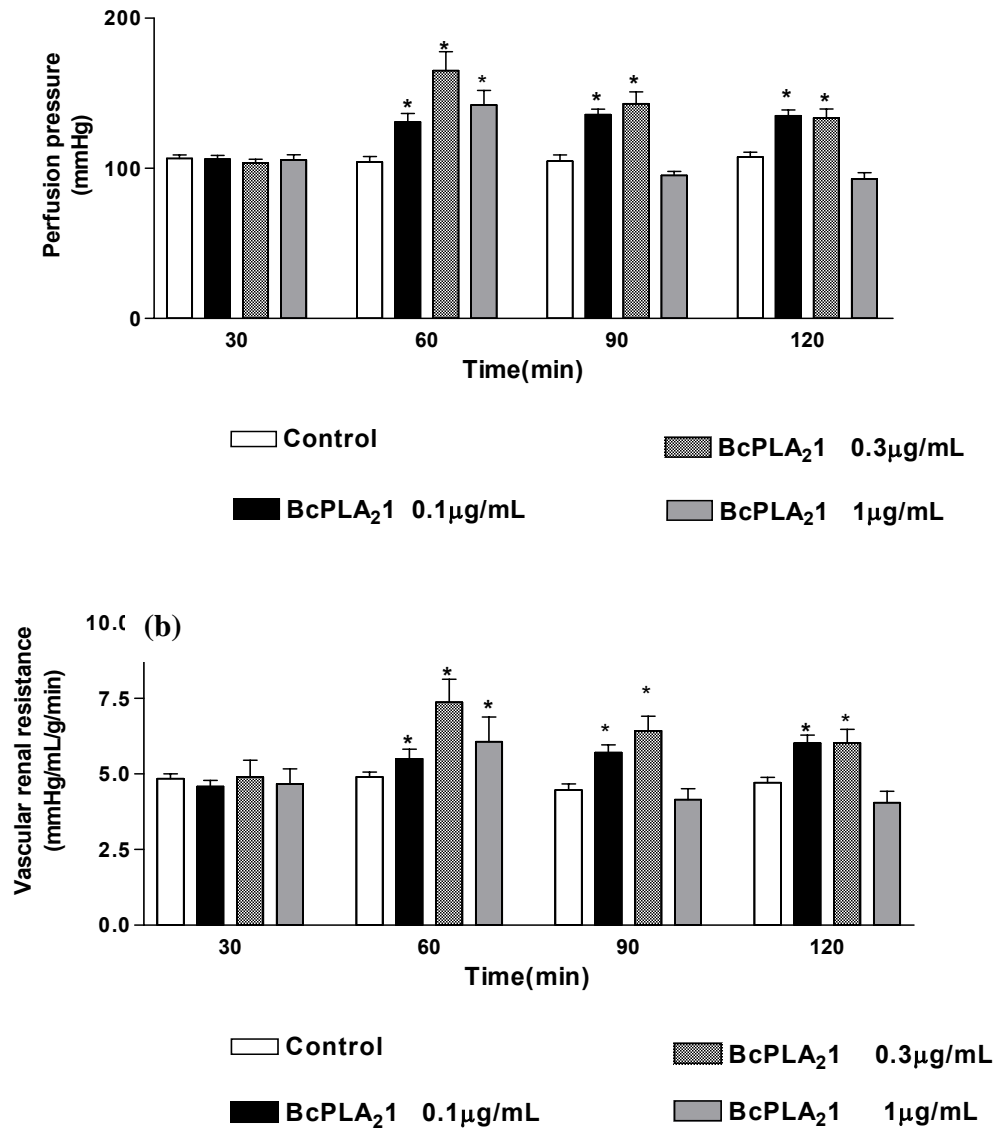 200
* * * * * * *
Perfusion pressure
(mmHg)
100
0
30 60 90 120
Time(min)
Control
BcPLA₂1 0.3μg/mL
BcPLA₂1 0.1μg/mL
BcPLA₂1 1μg/mL
(b)
* * * * * * *
Vascular renal resistance
(mmHg/mL/g/min)
7.5
5.0
2.5
0.0
30 60 90 120
Time(min)
Control
BcPLA₂1 0.3μg/mL
BcPLA₂1 0.1μg/mL
BcPLA₂1 1μg/mL